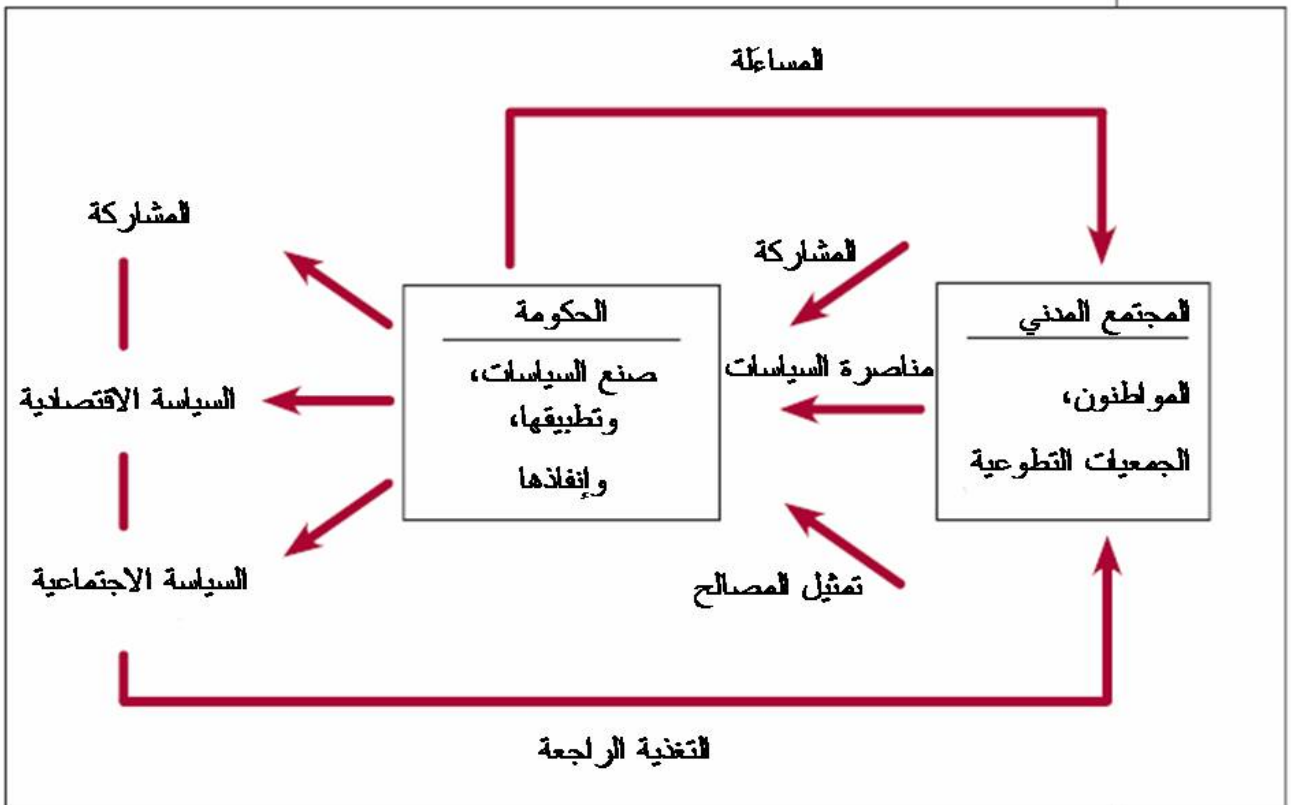 المساءلة
المشاركة
المشاركة
المجتمع المدني
المواطنون،
الجمعيات التطوعية
مناصرة السياسات
تمثيل المصالح
الحكومة
صنع السياسات،
وتطبيقها،
وإنفاذها
السياسة الاقتصادية
السياسة الاجتماعية
التغذية الراجعة